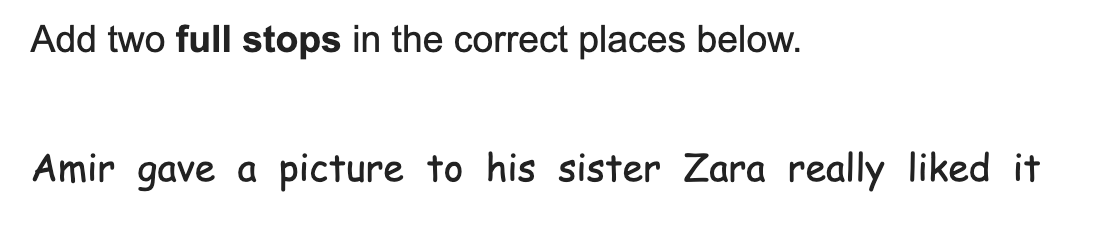 Add two full stops in the correct places below.
Amir gave a picture to his sister Zara really liked it